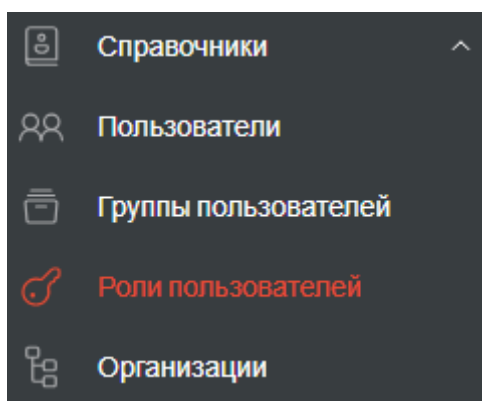 Справочники
Пользователи
Группы пользователей
Роли пользователей
Организации